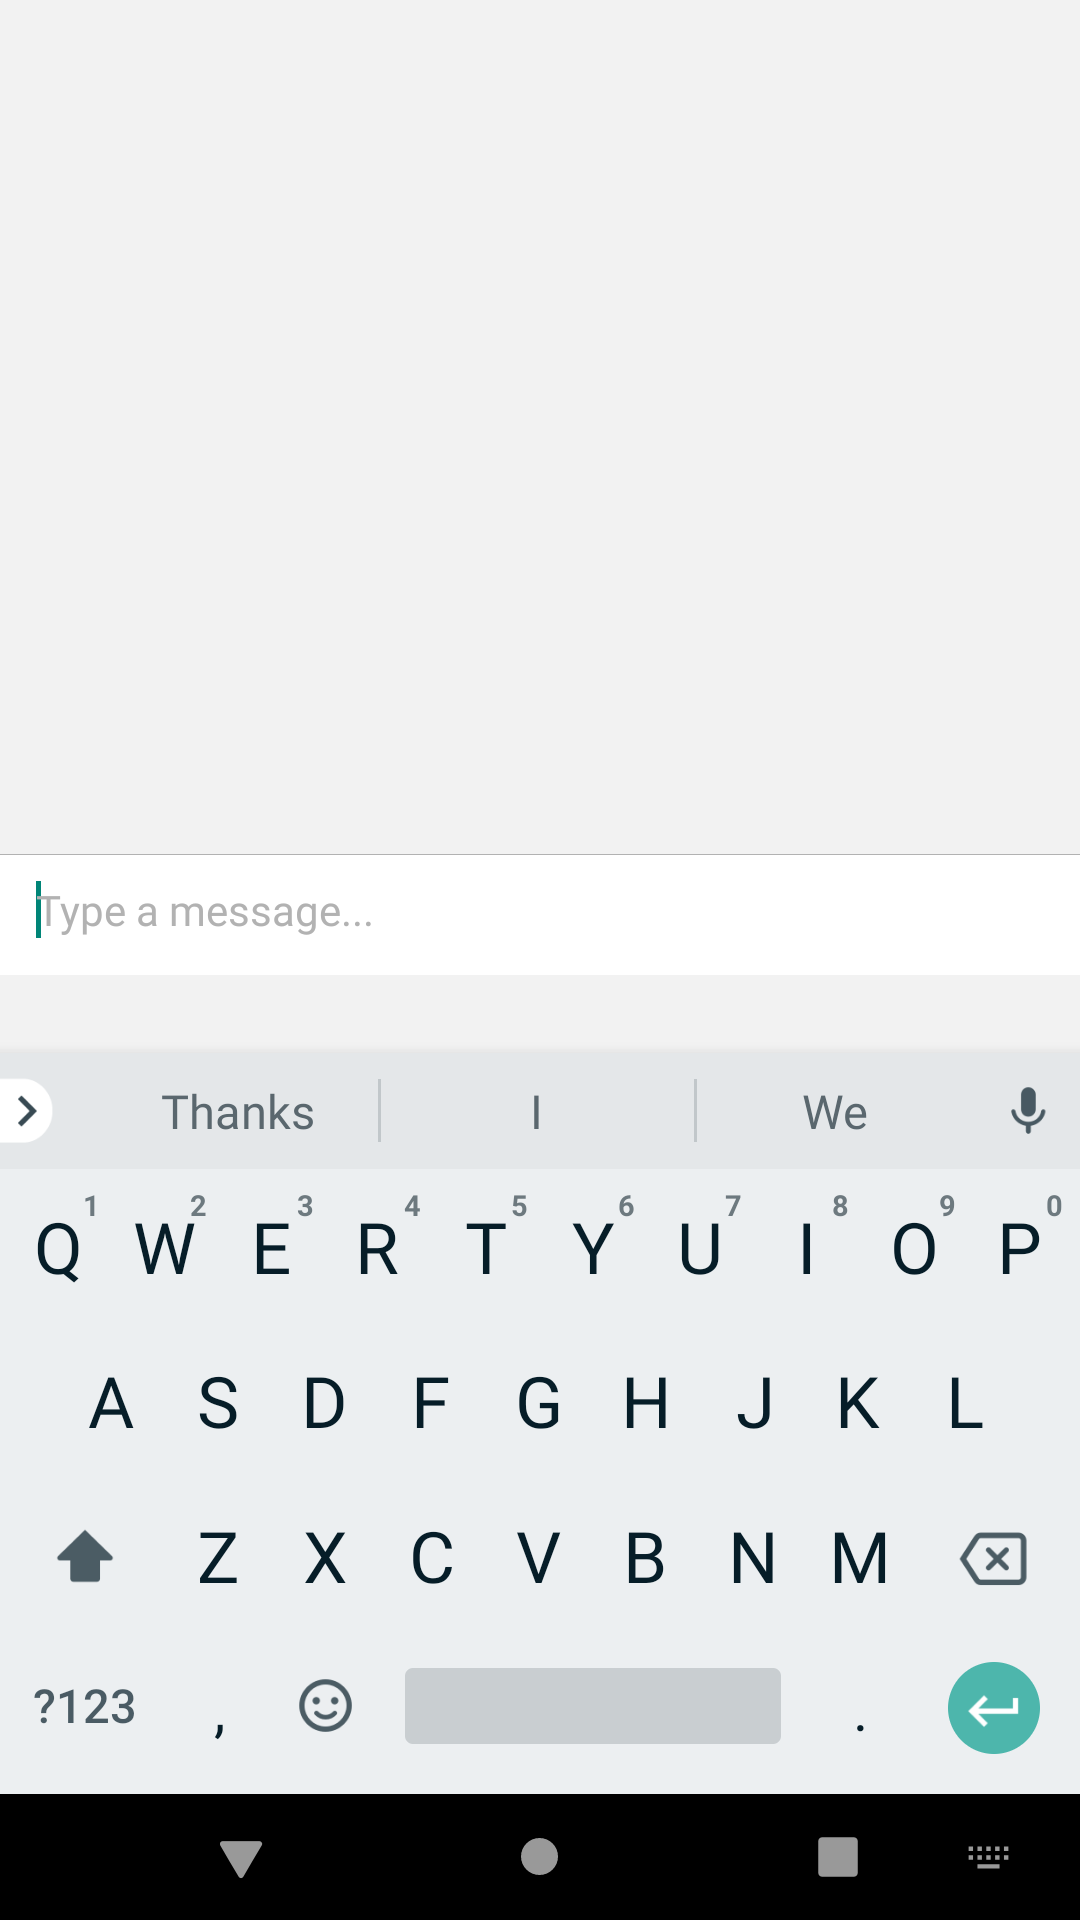 Type a message...
Thanks I We
1 2 3 4 5 6 7 8 9 0
Q W E R T Y U I O P
A S D F G H J K L
Z X C V B N M
?123 , .